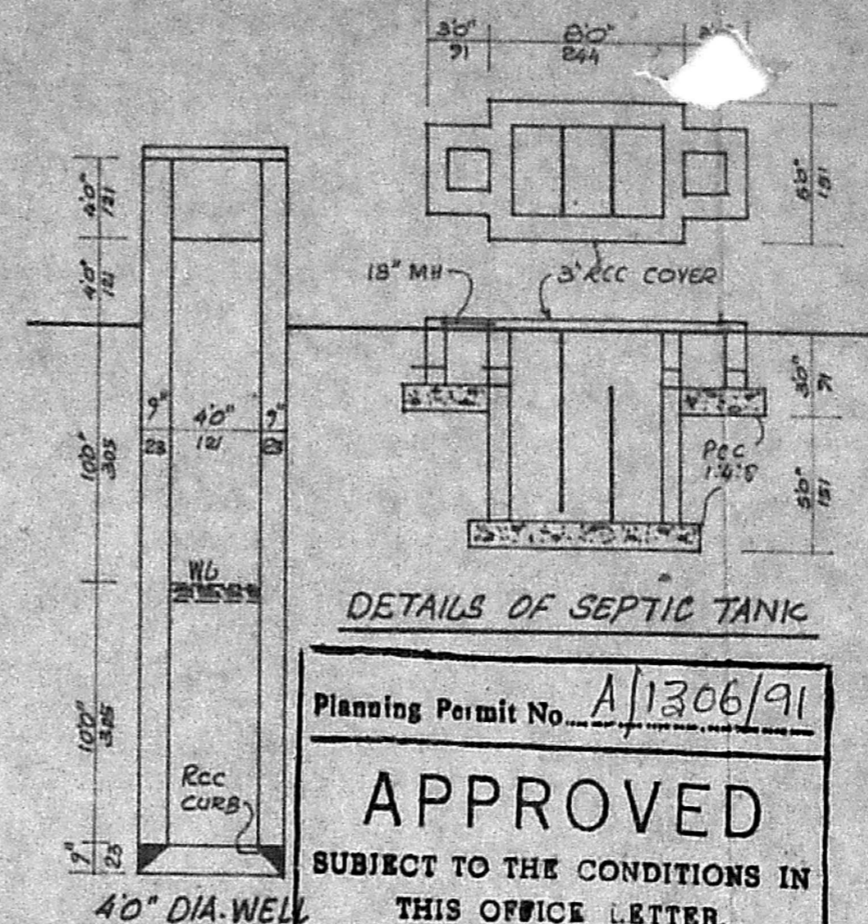 3'0" 8'0"
91 244
5'0"
151
4'0"
121
4'0"
121
18" MH
3" RCC COVER
9" 4'0" 9"
23 121 23
10'0"
305
3'0"
91
PCC
1:4:8
5'0"
151
WL
DETAILS OF SEPTIC TANK
10'0"
305
RCC
CURB
9"
23
4'0" DIA. WELL
Planning Permit No. A/1306/91
APPROVED
SUBJECT TO THE CONDITIONS IN
THIS OFFICE LETTER